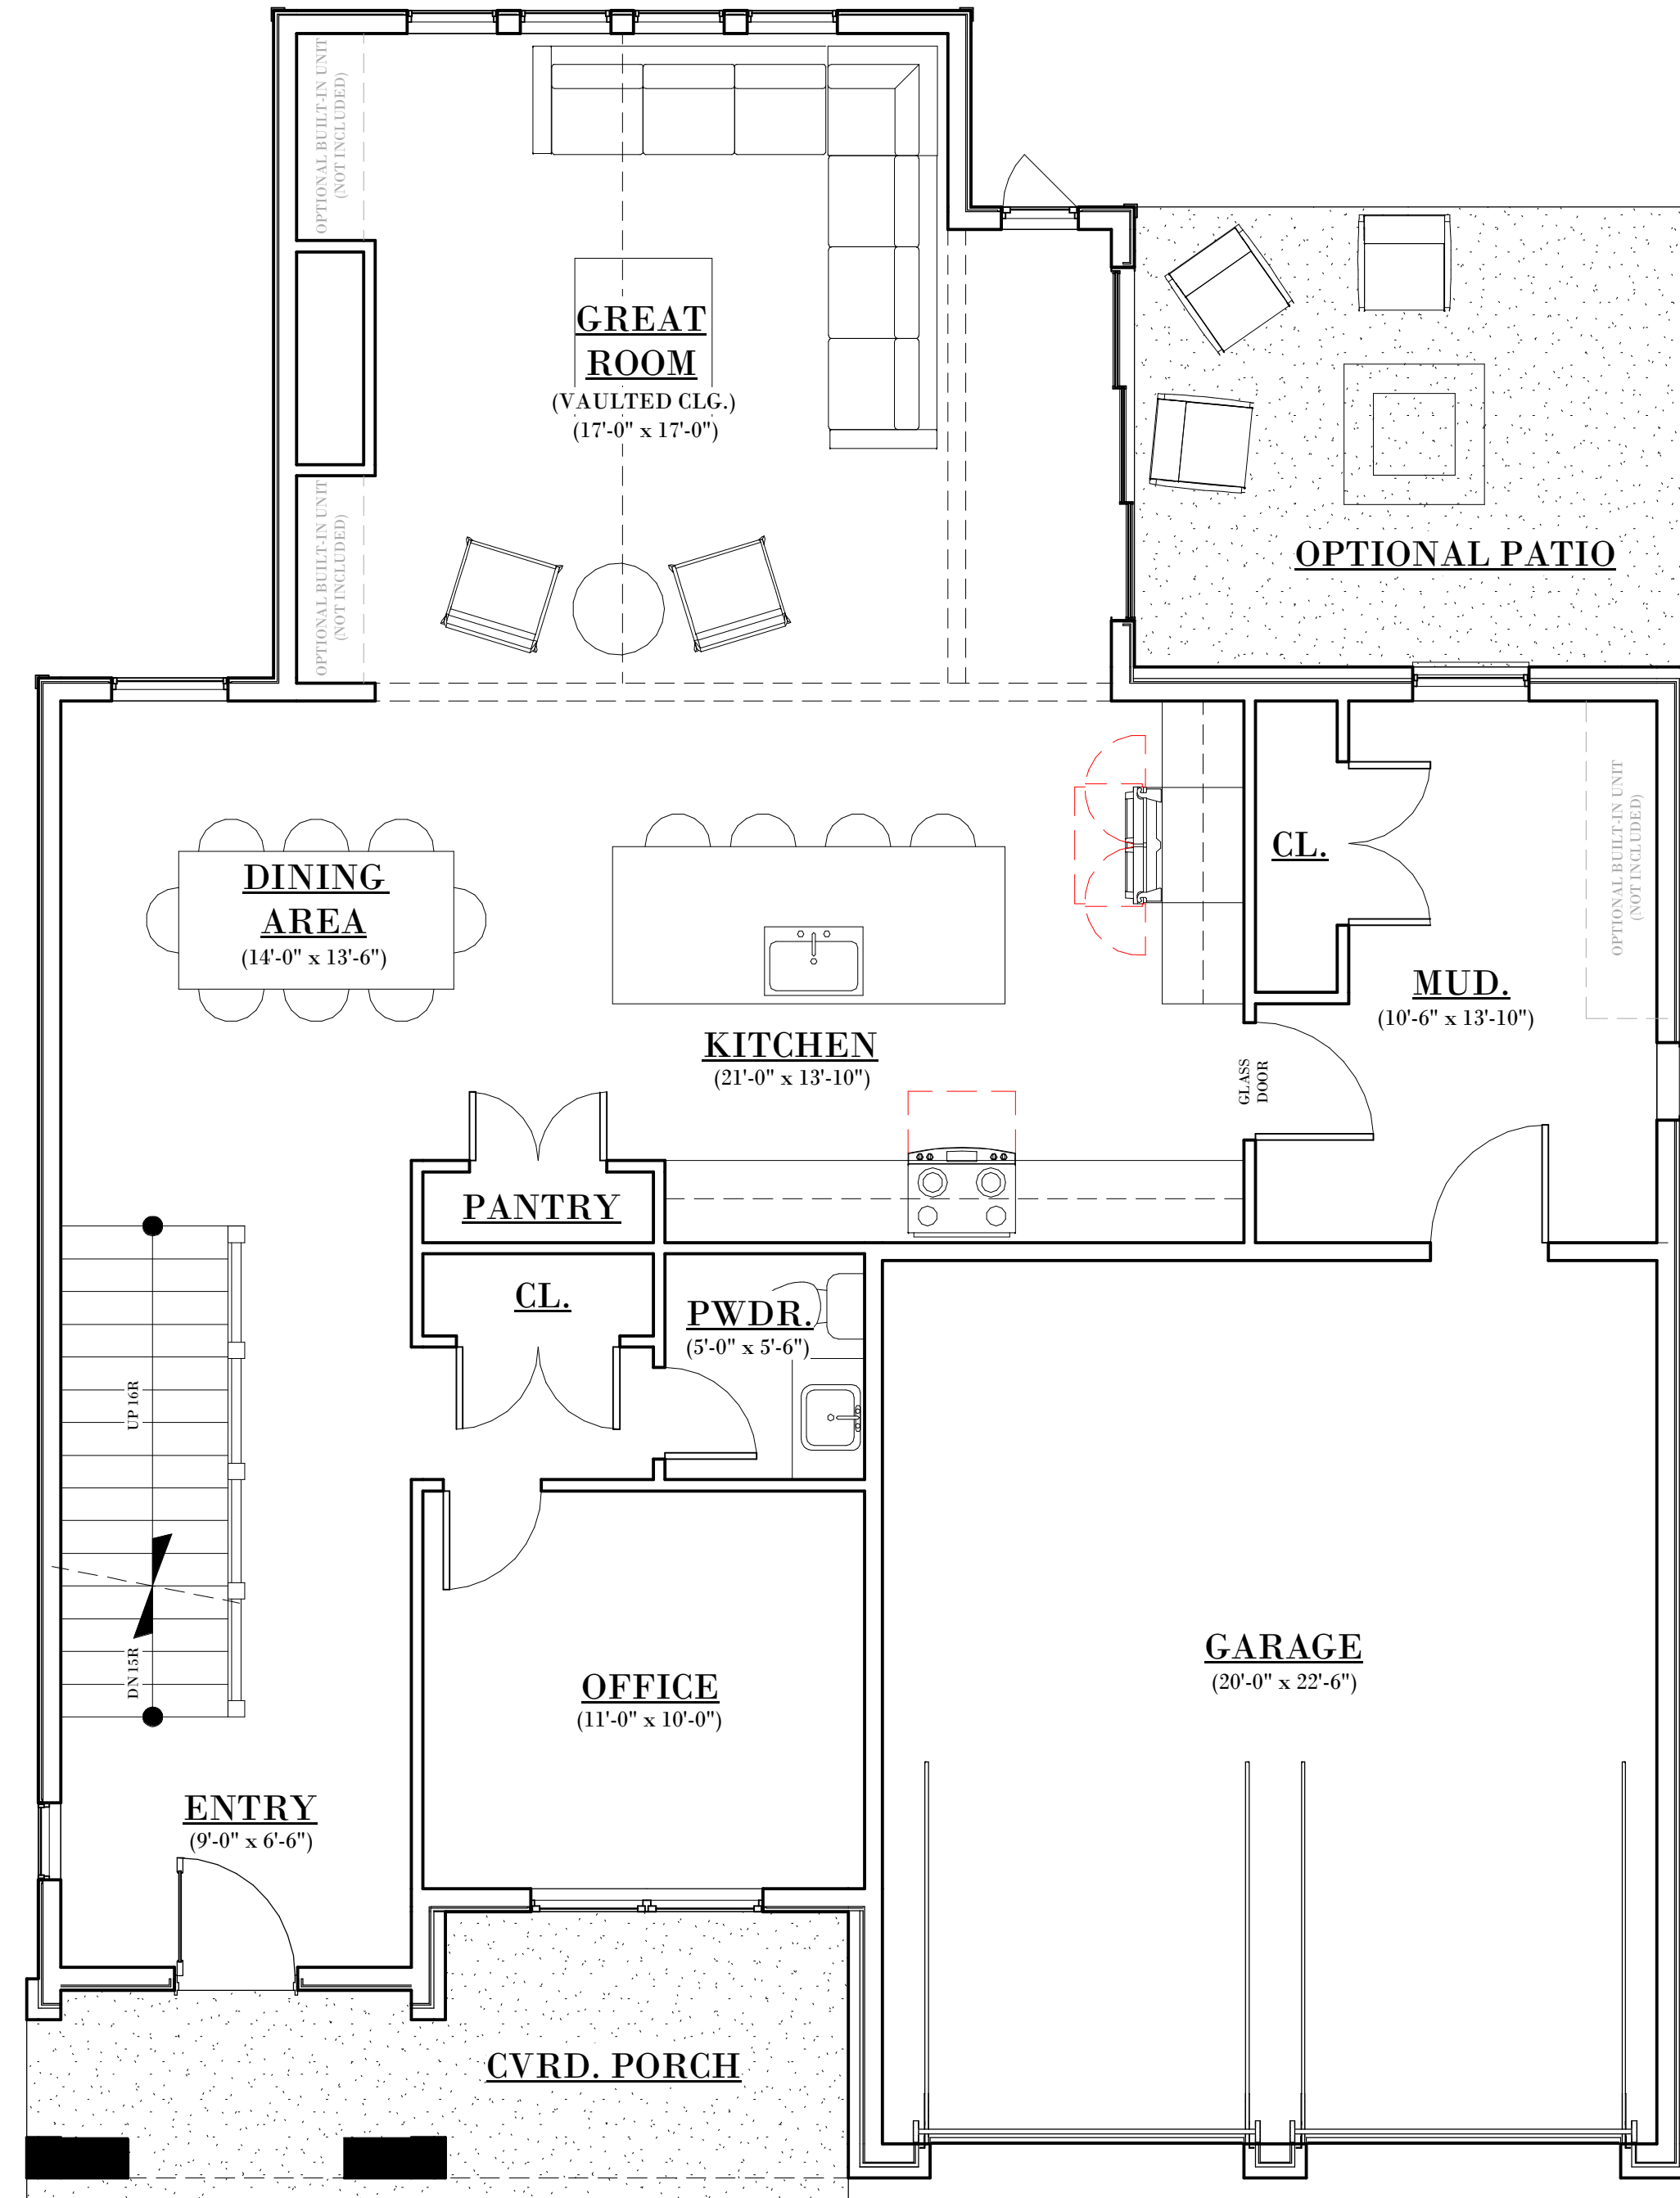 OPTIONAL BUILT-IN UNIT
(NOT INCLUDED)
GREAT
ROOM
(VAULTED CLG.)
(17'-0" x 17'-0")
OPTIONAL BUILT-IN UNIT
(NOT INCLUDED)
OPTIONAL PATIO
DINING
AREA
(14'-0" x 13'-6")
CL.
OPTIONAL BUILT-IN UNIT
(NOT INCLUDED)
MUD.
(10'-6" x 13'-10")
KITCHEN
(21'-0" x 13'-10")
GLASS
DOOR
PANTRY
CL.
PWDR.
(5'-0" x 5'-6")
UP 16R
DN 15R
OFFICE
(11'-0" x 10'-0")
GARAGE
(20'-0" x 22'-6")
ENTRY
(9'-0" x 6'-6")
CVRD. PORCH